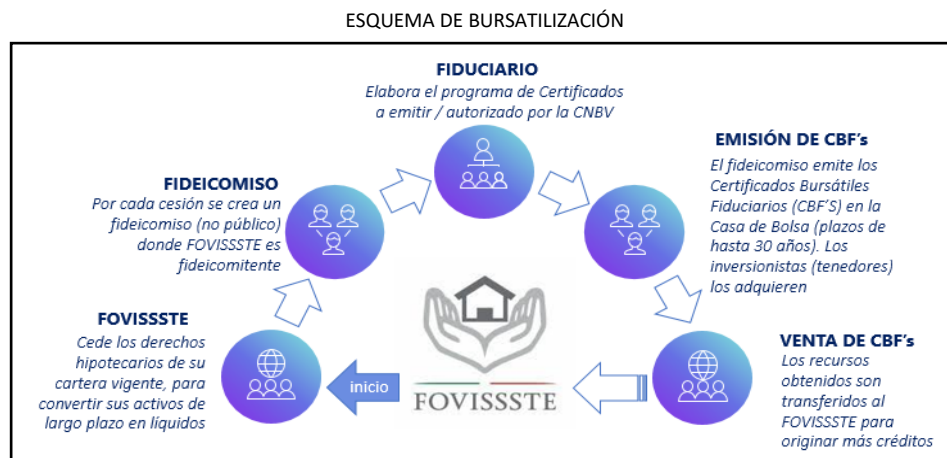 ESQUEMA DE BURSATILIZACIÓN
FIDUCIARIO
Elabora el programa de Certificados
a emitir / autorizado por la CNBV
EMISIÓN DE CBF's
El fideicomiso emite los
Certificados Bursátiles
Fiduciarios (CBF'S) en la
Casa de Bolsa (plazos de
hasta 30 años). Los
inversionistas (tenedores)
los adquieren
FIDEICOMISO
Por cada cesión se crea un
fideicomiso (no público)
donde FOVISSSTE es
fideicomitente
FOVISSSTE
Cede los derechos
hipotecarios de su
cartera vigente, para
convertir sus activos de
largo plazo en líquidos
inicio
FOVISSSTE
VENTA DE CBF's
Los recursos
obtenidos son
transferidos al
FOVISSSTE para
originar más créditos